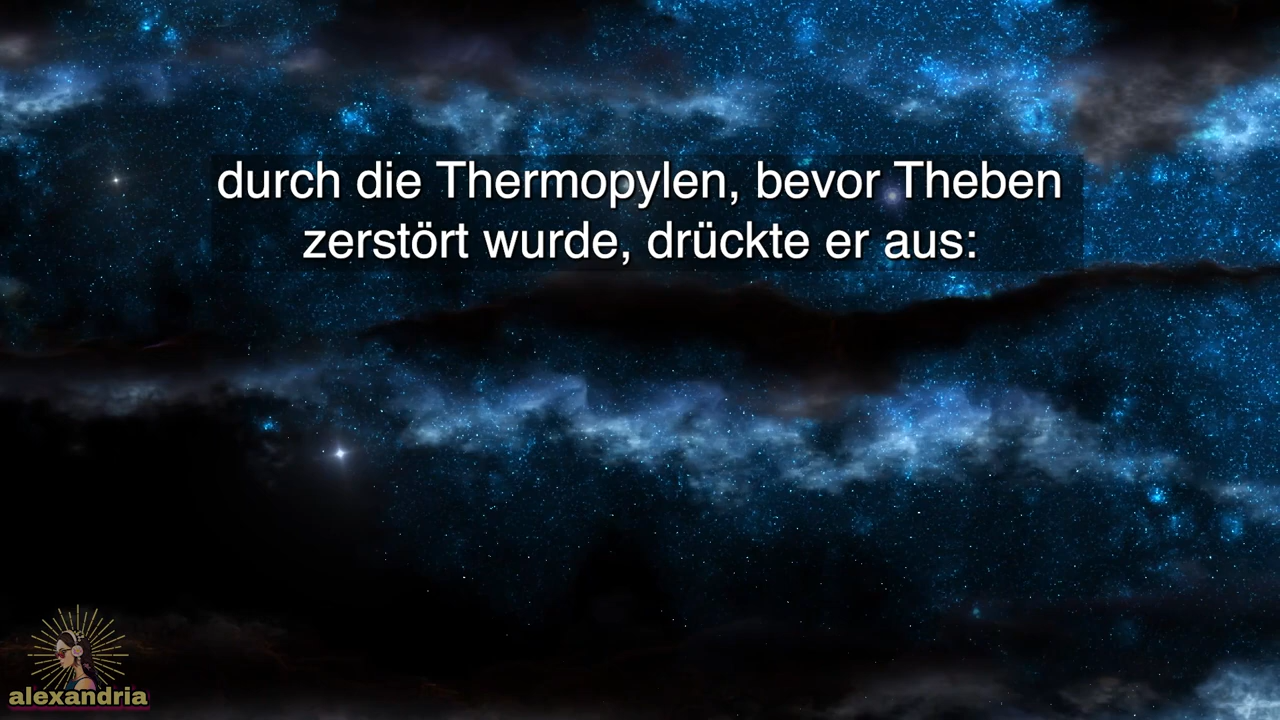 durch die Thermopylen, bevor Theben
zerstört wurde, drückte er aus:
alexandria